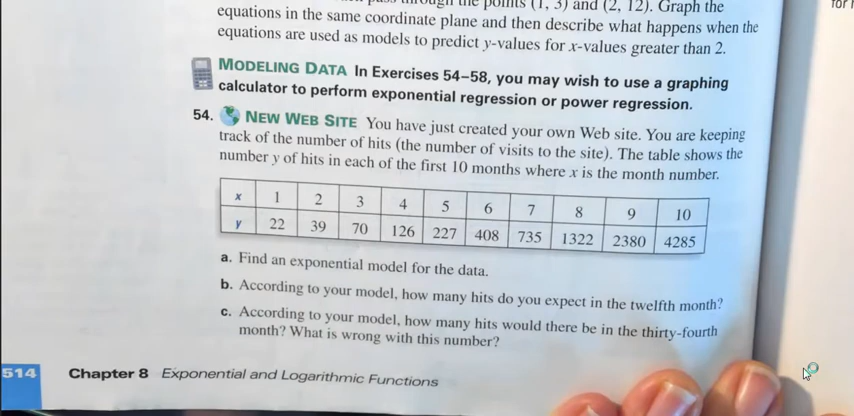 the points (1, 3) and (2, 12). Graph the
equations in the same coordinate plane and then describe what happens when the
equations are used as models to predict y-values for x-values greater than 2.
MODELING DATA In Exercises 54–58, you may wish to use a graphing
calculator to perform exponential regression or power regression.
54. NEW WEB SITE You have just created your own Web site. You are keeping
track of the number of hits (the number of visits to the site). The table shows the
number y of hits in each of the first 10 months where x is the month number.
x 1 2 3 4 5 6 7 8 9 10
y 22 39 70 126 227 408 735 1322 2380 4285
a. Find an exponential model for the data.
b. According to your model, how many hits do you expect in the twelfth month?
c. According to your model, how many hits would there be in the thirty-fourth
month? What is wrong with this number?
514 Chapter 8 Exponential and Logarithmic Functions